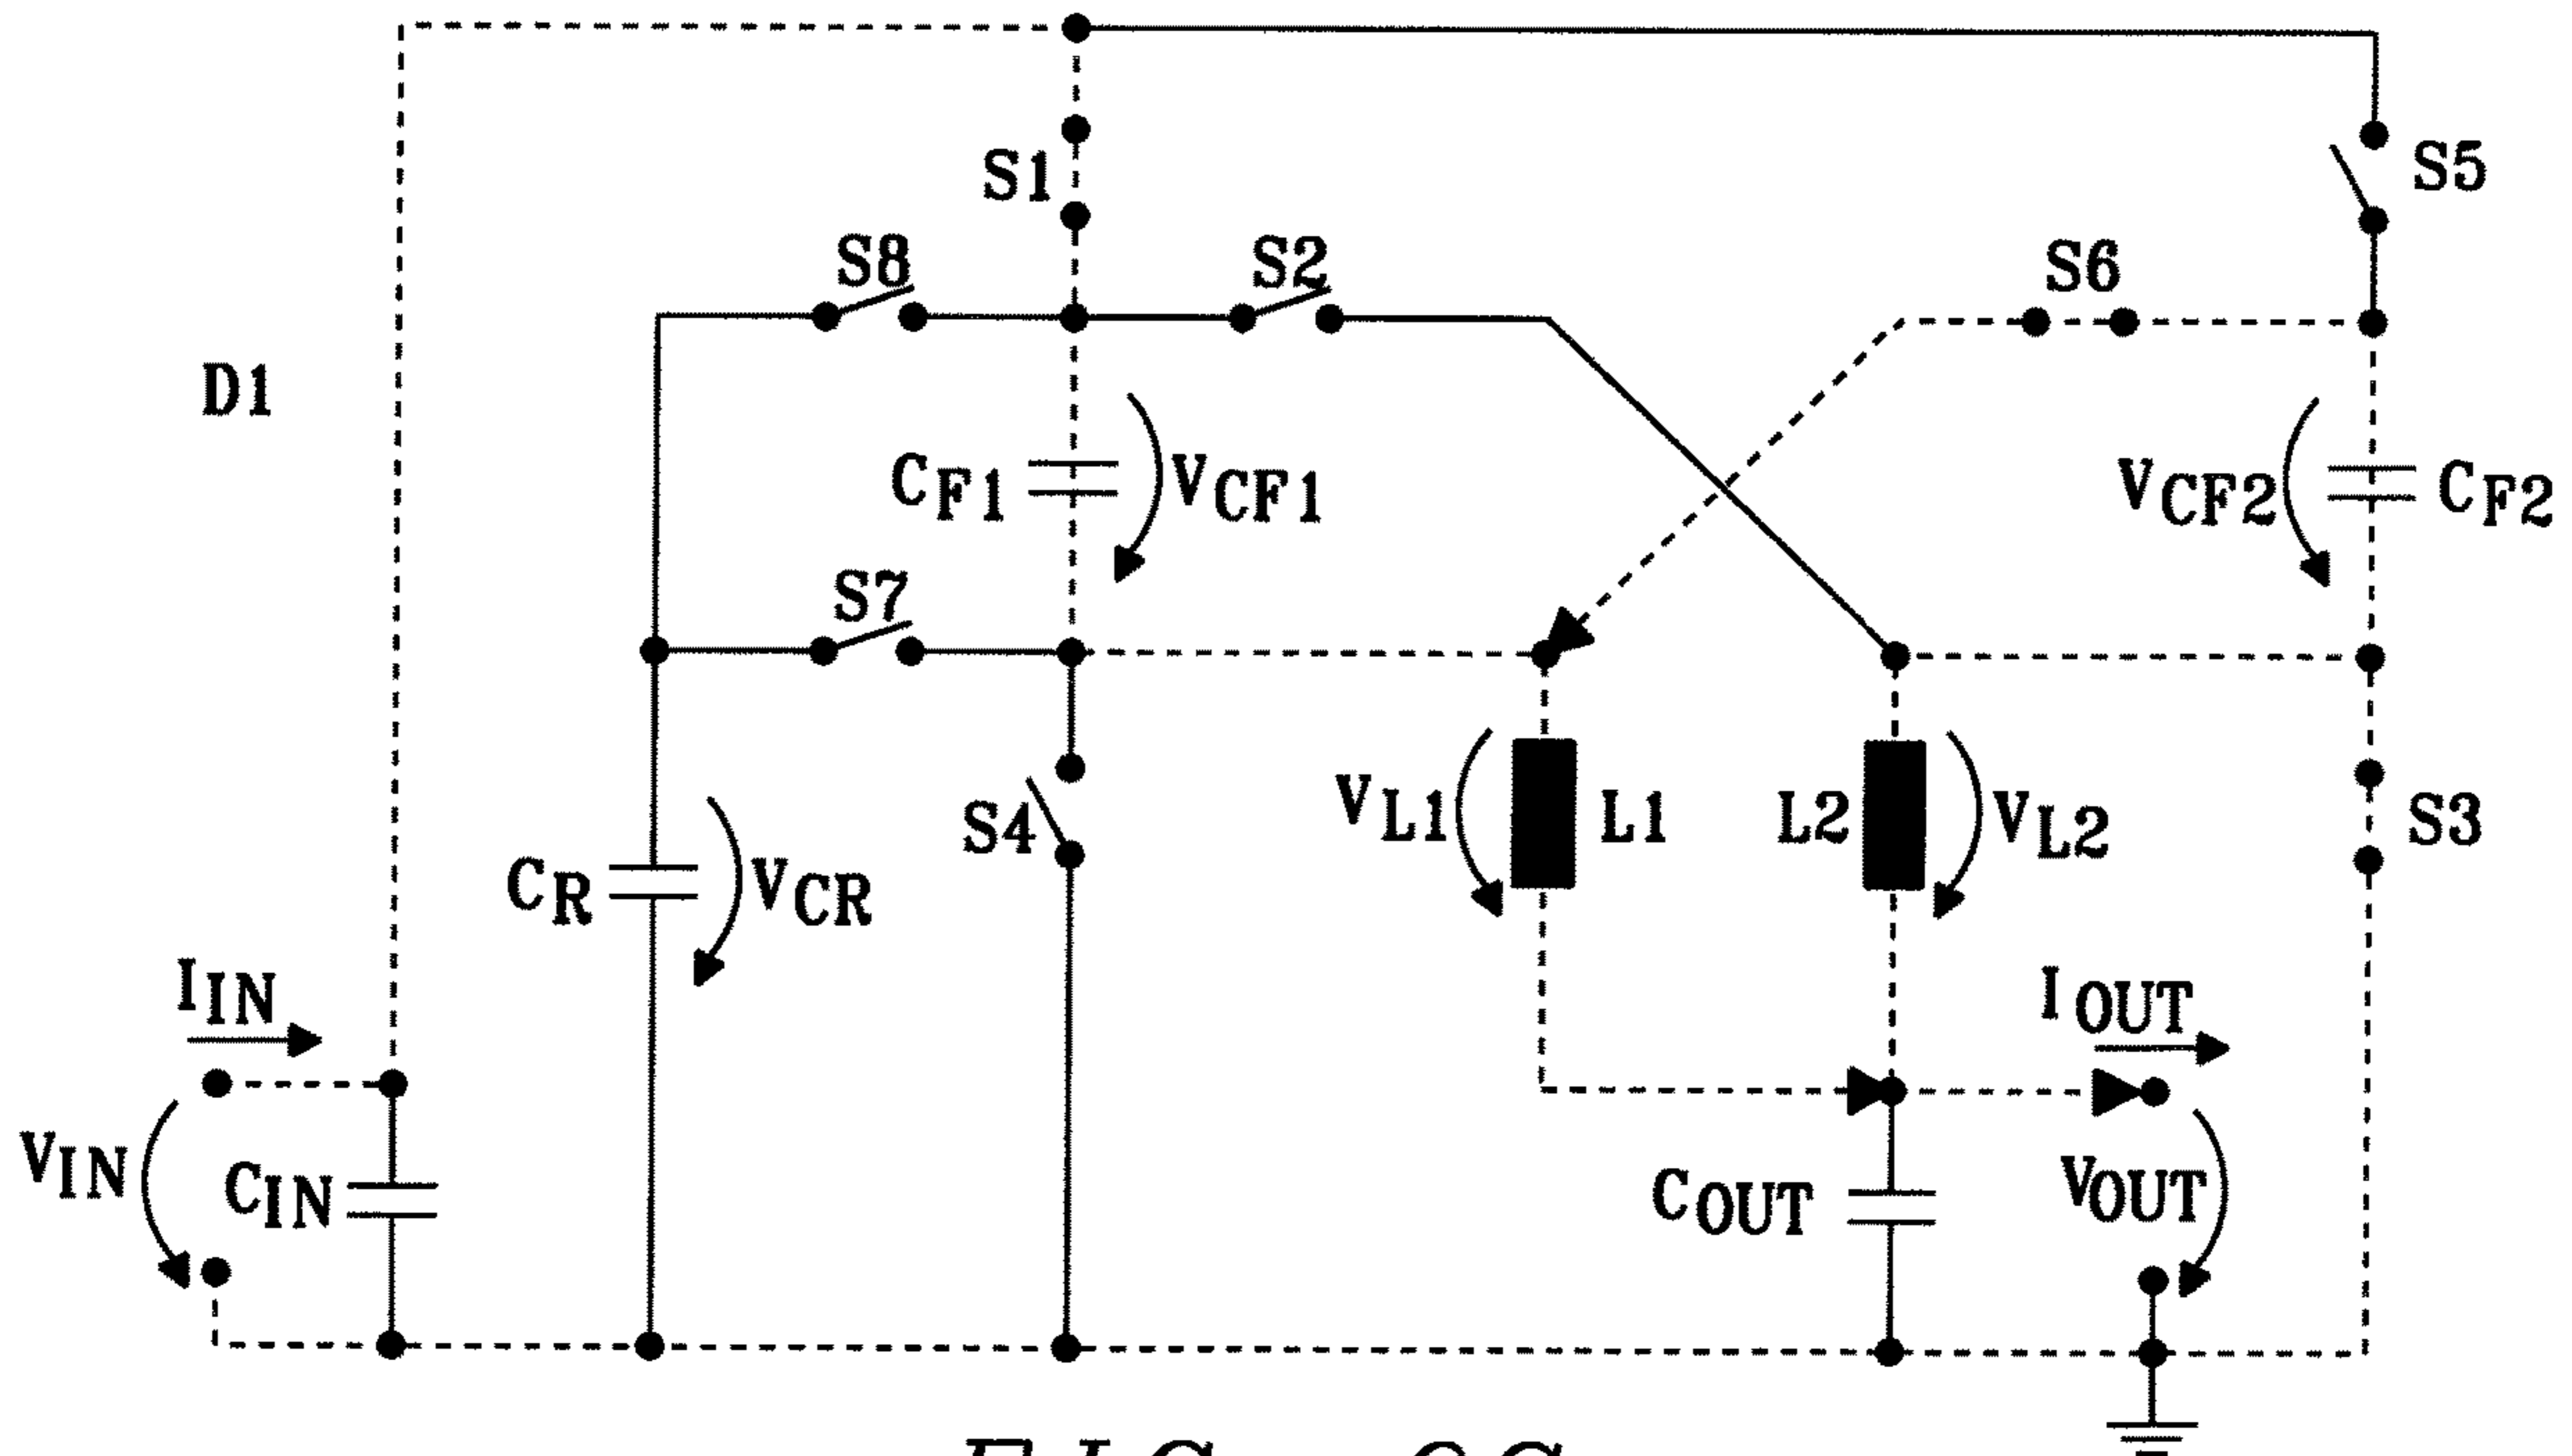 S1
S5
S8
S2
S6
D1
CF1
VCF1
VCF2
CF2
S7
VL1
L1
L2
VL2
S3
S4
CR
VCR
IIN
IOUT
VIN
CIN
COUT
VOUT